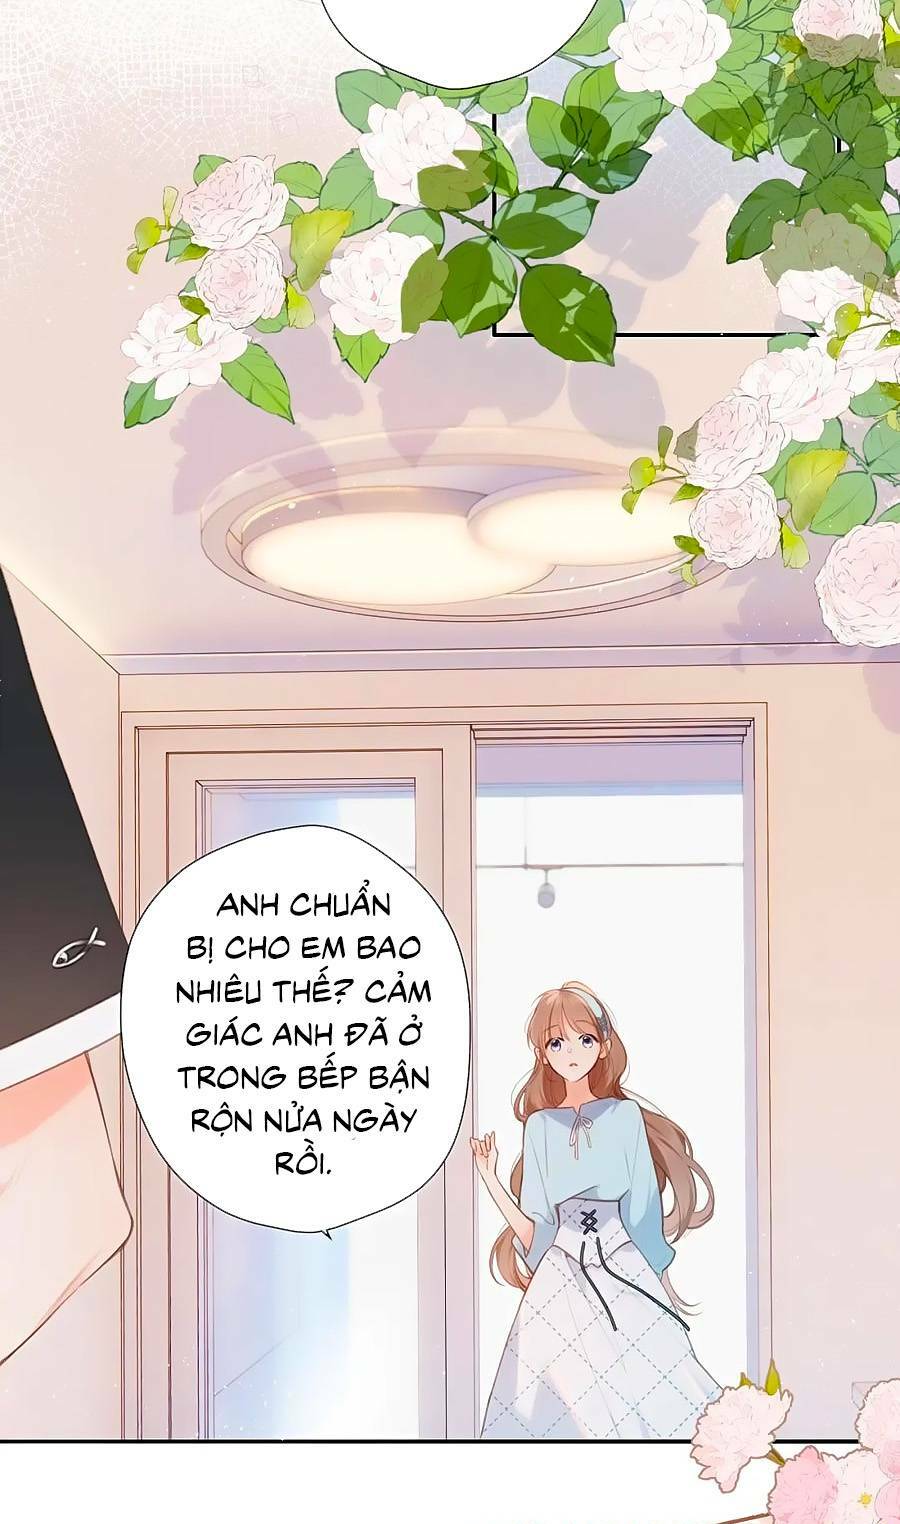 ANH CHUẨN
BỊ CHO EM BAO
NHIÊU THẾ? CẢM
GIÁC ANH ĐÃ Ở
TRONG BẾP BẬN
RỘN NỬA NGÀY
RỒI.